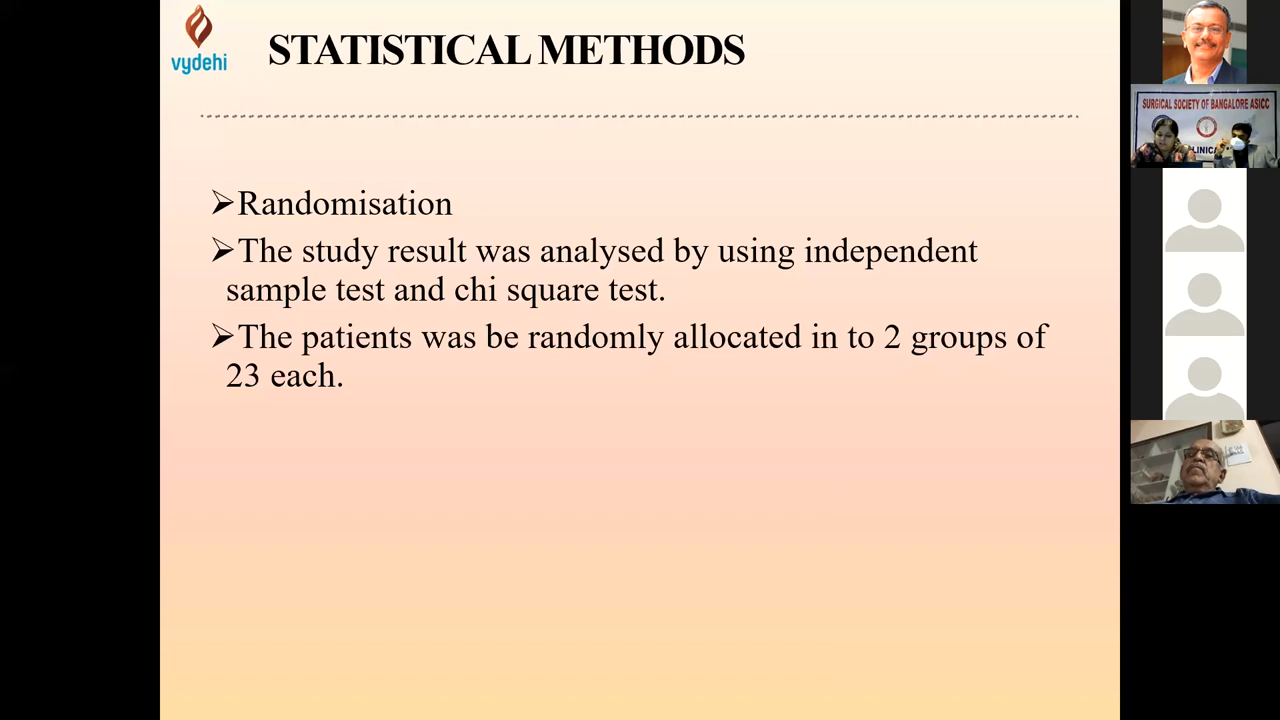 vydehi
STATISTICAL METHODS
➢Randomisation
➢The study result was analysed by using independent
sample test and chi square test.
➢The patients was be randomly allocated in to 2 groups of
23 each.
SURGICAL SOCIETY OF BANGALORE ASICC
LINICA